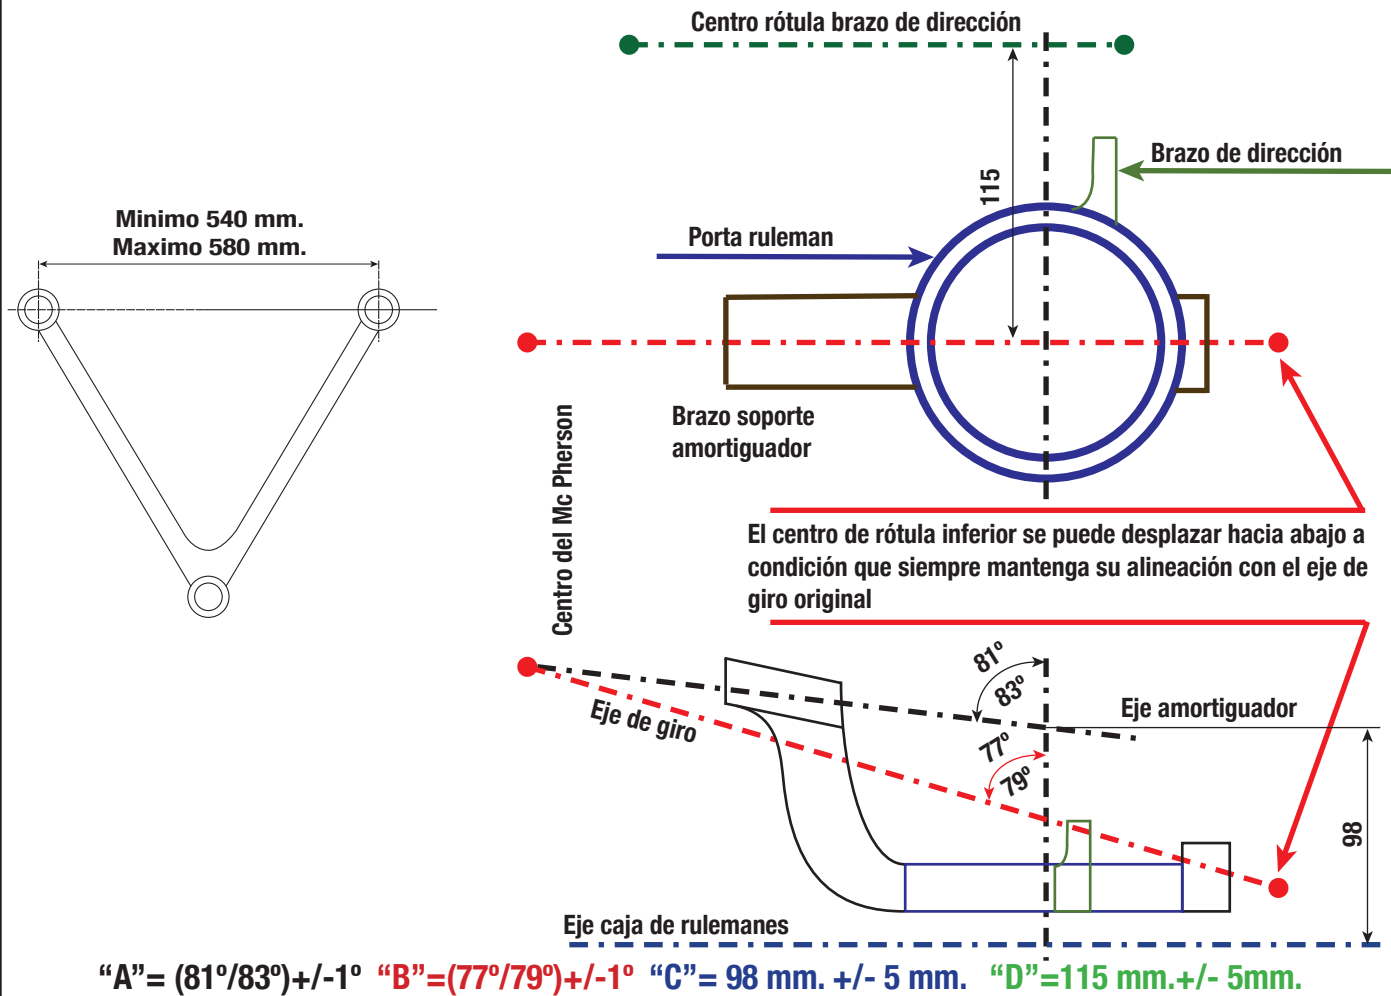 Centro rótula brazo de dirección
115
Brazo de dirección
Minimo 540 mm.
Maximo 580 mm.
Porta ruleman
Brazo soporte
amortiguador
Centro del Mc Pherson
El centro de rótula inferior se puede desplazar hacia abajo a
condición que siempre mantenga su alineación con el eje de
giro original
81º
83º
Eje de giro
Eje amortiguador
77º
79º
98
Eje caja de rulemanes
“A”= (81º/83º)+/-1º “B”=(77º/79º)+/-1º “C”= 98 mm. +/- 5 mm. “D”=115 mm.+/- 5mm.